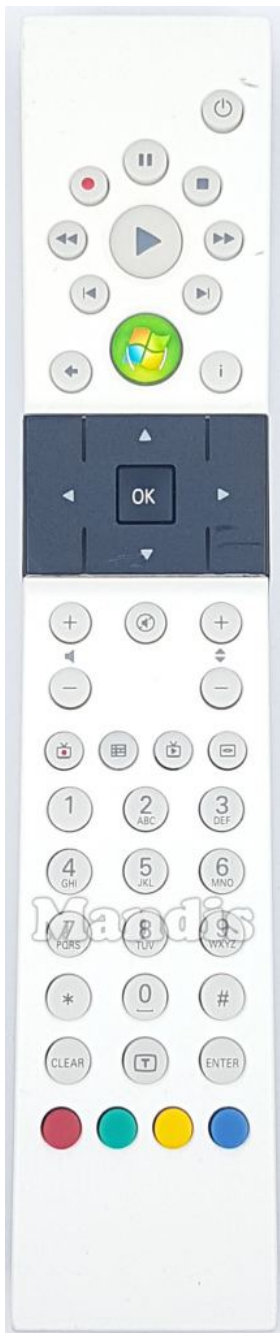 i
OK
+ +
− −
1 2 3
ABC DEF
4 5 6
GHI JKL MNO
Mandis
7 8 9
PQRS TUV WXYZ
* 0 #
CLEAR T ENTER